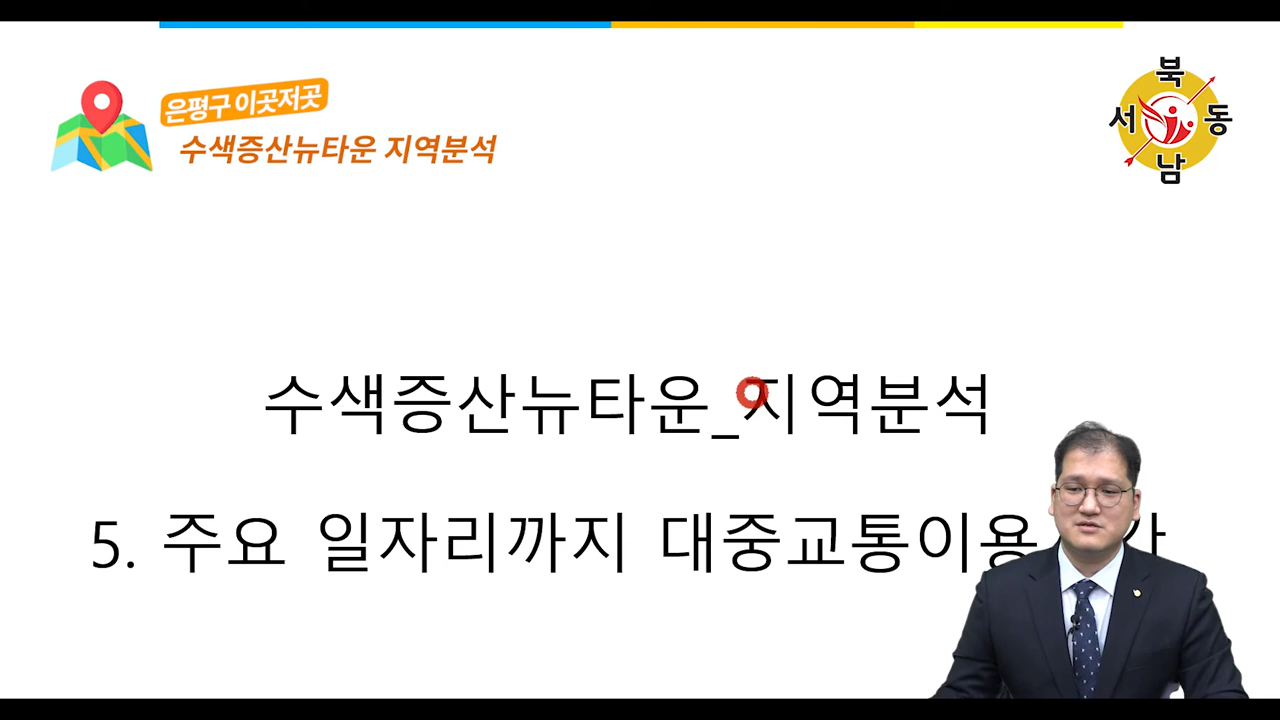 은평구 이곳저곳
수색증산뉴타운 지역분석
북
서 동
남
수색증산뉴타운_지역분석
5. 주요 일자리까지 대중교통이용